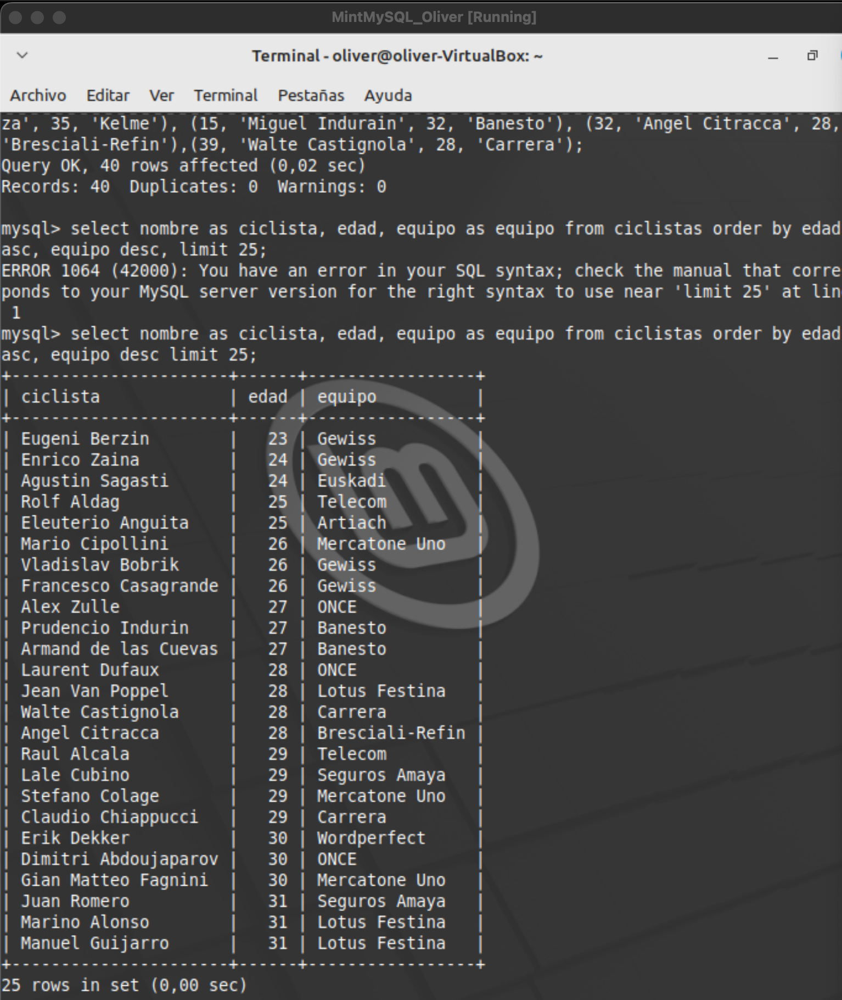 MintMySQL_Oliver [Running]
Terminal - oliver@oliver-VirtualBox: ~
Archivo Editar Ver Terminal Pestañas Ayuda
za', 35, 'Kelme'), (15, 'Miguel Indurain', 32, 'Banesto'), (32, 'Angel Citracca', 28,
'Bresciali-Refin'),(39, 'Walte Castignola', 28, 'Carrera');
Query OK, 40 rows affected (0,02 sec)
Records: 40  Duplicates: 0  Warnings: 0
mysql> select nombre as ciclista, edad, equipo as equipo from ciclistas order by edad
asc, equipo desc, limit 25;
ERROR 1064 (42000): You have an error in your SQL syntax; check the manual that corre
ponds to your MySQL server version for the right syntax to use near 'limit 25' at lin
 1
mysql> select nombre as ciclista, edad, equipo as equipo from ciclistas order by edad
asc, equipo desc limit 25;
+----------------------+------+-----------------+
| ciclista             | edad | equipo          |
+----------------------+------+-----------------+
| Eugeni Berzin        |   23 | Gewiss          |
| Enrico Zaina         |   24 | Gewiss          |
| Agustin Sagasti      |   24 | Euskadi         |
| Rolf Aldag           |   25 | Telecom         |
| Eleuterio Anguita    |   25 | Artiach         |
| Mario Cipollini      |   26 | Mercatone Uno   |
| Vladislav Bobrik     |   26 | Gewiss          |
| Francesco Casagrande |   26 | Gewiss          |
| Alex Zulle           |   27 | ONCE            |
| Prudencio Indurin    |   27 | Banesto         |
| Armand de las Cuevas |   27 | Banesto         |
| Laurent Dufaux       |   28 | ONCE            |
| Jean Van Poppel      |   28 | Lotus Festina   |
| Walte Castignola     |   28 | Carrera         |
| Angel Citracca       |   28 | Bresciali-Refin |
| Raul Alcala          |   29 | Telecom         |
| Lale Cubino          |   29 | Seguros Amaya   |
| Stefano Colage       |   29 | Mercatone Uno   |
| Claudio Chiappucci   |   29 | Carrera         |
| Erik Dekker          |   30 | Wordperfect     |
| Dimitri Abdoujaparov |   30 | ONCE            |
| Gian Matteo Fagnini  |   30 | Mercatone Uno   |
| Juan Romero          |   31 | Seguros Amaya   |
| Marino Alonso        |   31 | Lotus Festina   |
| Manuel Guijarro      |   31 | Lotus Festina   |
+----------------------+------+-----------------+
25 rows in set (0,00 sec)